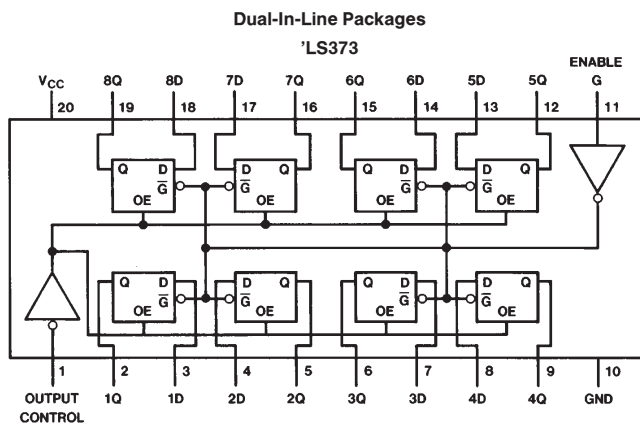 Dual-In-Line Packages
'LS373
VCC 8Q 8D 7D 7Q 6Q 6D 5D 5Q ENABLE G
20 19 18 17 16 15 14 13 12 11
Q D D Q Q D D Q
G̅ G̅ G̅ G̅
OE OE OE OE
Q D D Q Q D D Q
G̅ G̅ G̅ G̅
OE OE OE OE
1 2 3 4 5 6 7 8 9 10
OUTPUT CONTROL 1Q 1D 2D 2Q 3Q 3D 4D 4Q GND